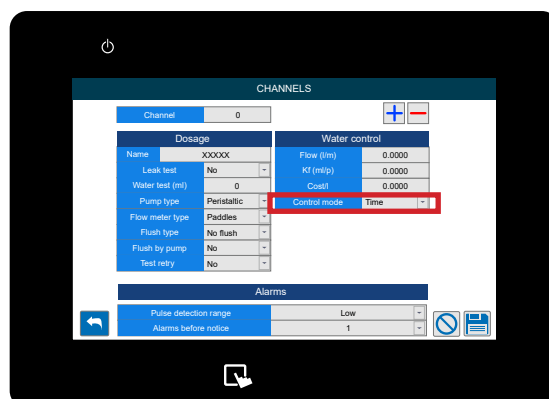 CHANNELS
Channel 0
Dosage
Name XXXXX
Leak test No
Water test (ml) 0
Pump type Peristaltic
Flow meter type Paddles
Flush type No flush
Flush by pump No
Test retry No
Water control
Flow (l/m) 0.0000
Kf (ml/p) 0.0000
Cost/l 0.0000
Control mode Time
Alarms
Pulse detection range Low
Alarms before notice 1